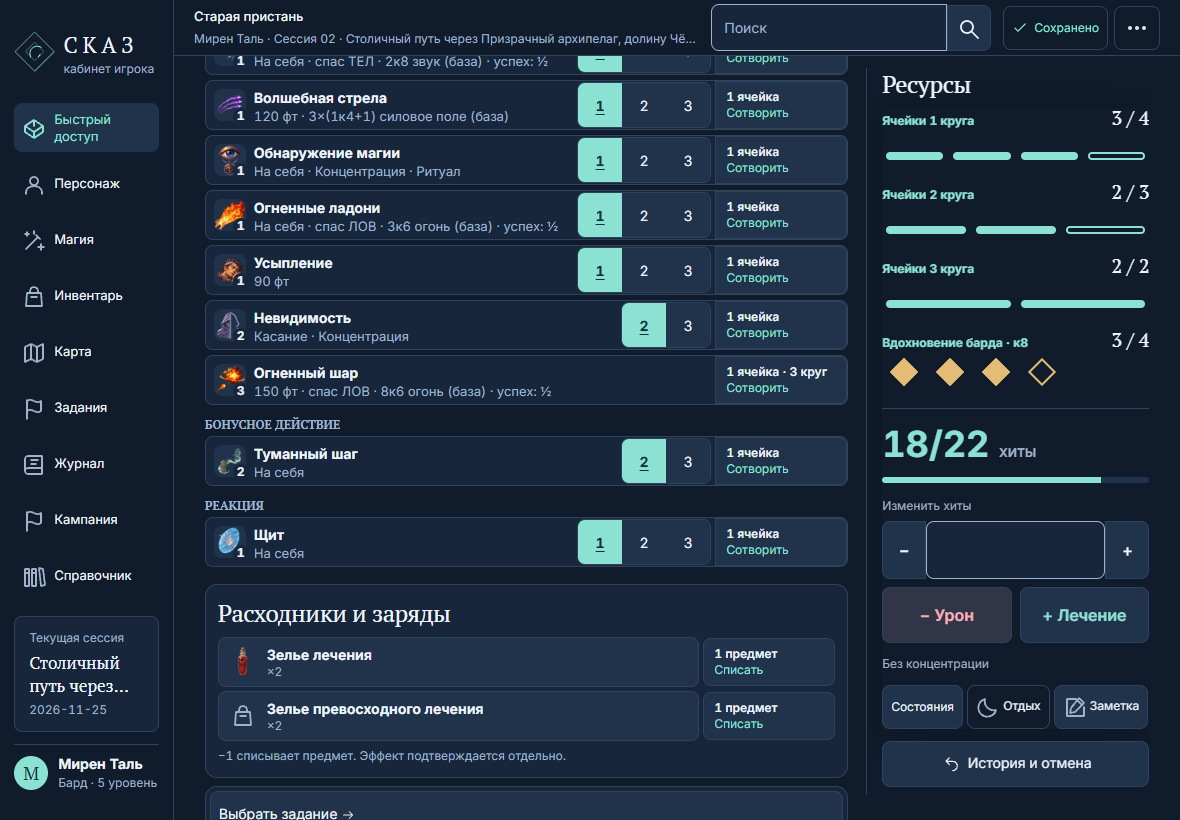 СКАЗ
кабинет игрока
Быстрый
доступ
Персонаж
Магия
Инвентарь
Карта
Задания
Журнал
Кампания
Справочник
Текущая сессия
Столичный
путь через...
2026-11-25
М
Мирен Таль
Бард · 5 уровень
Старая пристань
Мирен Таль · Сессия 02 · Столичный путь через Призрачный архипелаг, долину Чё...
Поиск
Сохранено
1
На себя · спас ТЕЛ · 2к8 звук (база) · успех: ½
Сотворить
1
Волшебная стрела
120 фт · 3×(1к4+1) силовое поле (база)
1 2 3
1 ячейка
Сотворить
1
Обнаружение магии
На себя · Концентрация · Ритуал
1 2 3
1 ячейка
Сотворить
1
Огненные ладони
На себя · спас ЛОВ · 3к6 огонь (база) · успех: ½
1 2 3
1 ячейка
Сотворить
1
Усыпление
90 фт
1 2 3
1 ячейка
Сотворить
2
Невидимость
Касание · Концентрация
2 3
1 ячейка
Сотворить
3
Огненный шар
150 фт · спас ЛОВ · 8к6 огонь (база) · успех: ½
1 ячейка · 3 круг
Сотворить
БОНУСНОЕ ДЕЙСТВИЕ
2
Туманный шаг
На себя
2 3
1 ячейка
Сотворить
РЕАКЦИЯ
1
Щит
На себя
1 2 3
1 ячейка
Сотворить
Расходники и заряды
Зелье лечения
×2
1 предмет
Списать
Зелье превосходного лечения
×2
1 предмет
Списать
−1 списывает предмет. Эффект подтверждается отдельно.
Выбрать задание →
Ресурсы
Ячейки 1 круга 3 / 4
Ячейки 2 круга 2 / 3
Ячейки 3 круга 2 / 2
Вдохновение барда · к8 3 / 4
18/22 хиты
Изменить хиты
− +
− Урон
+ Лечение
Без концентрации
Состояния
Отдых
Заметка
История и отмена